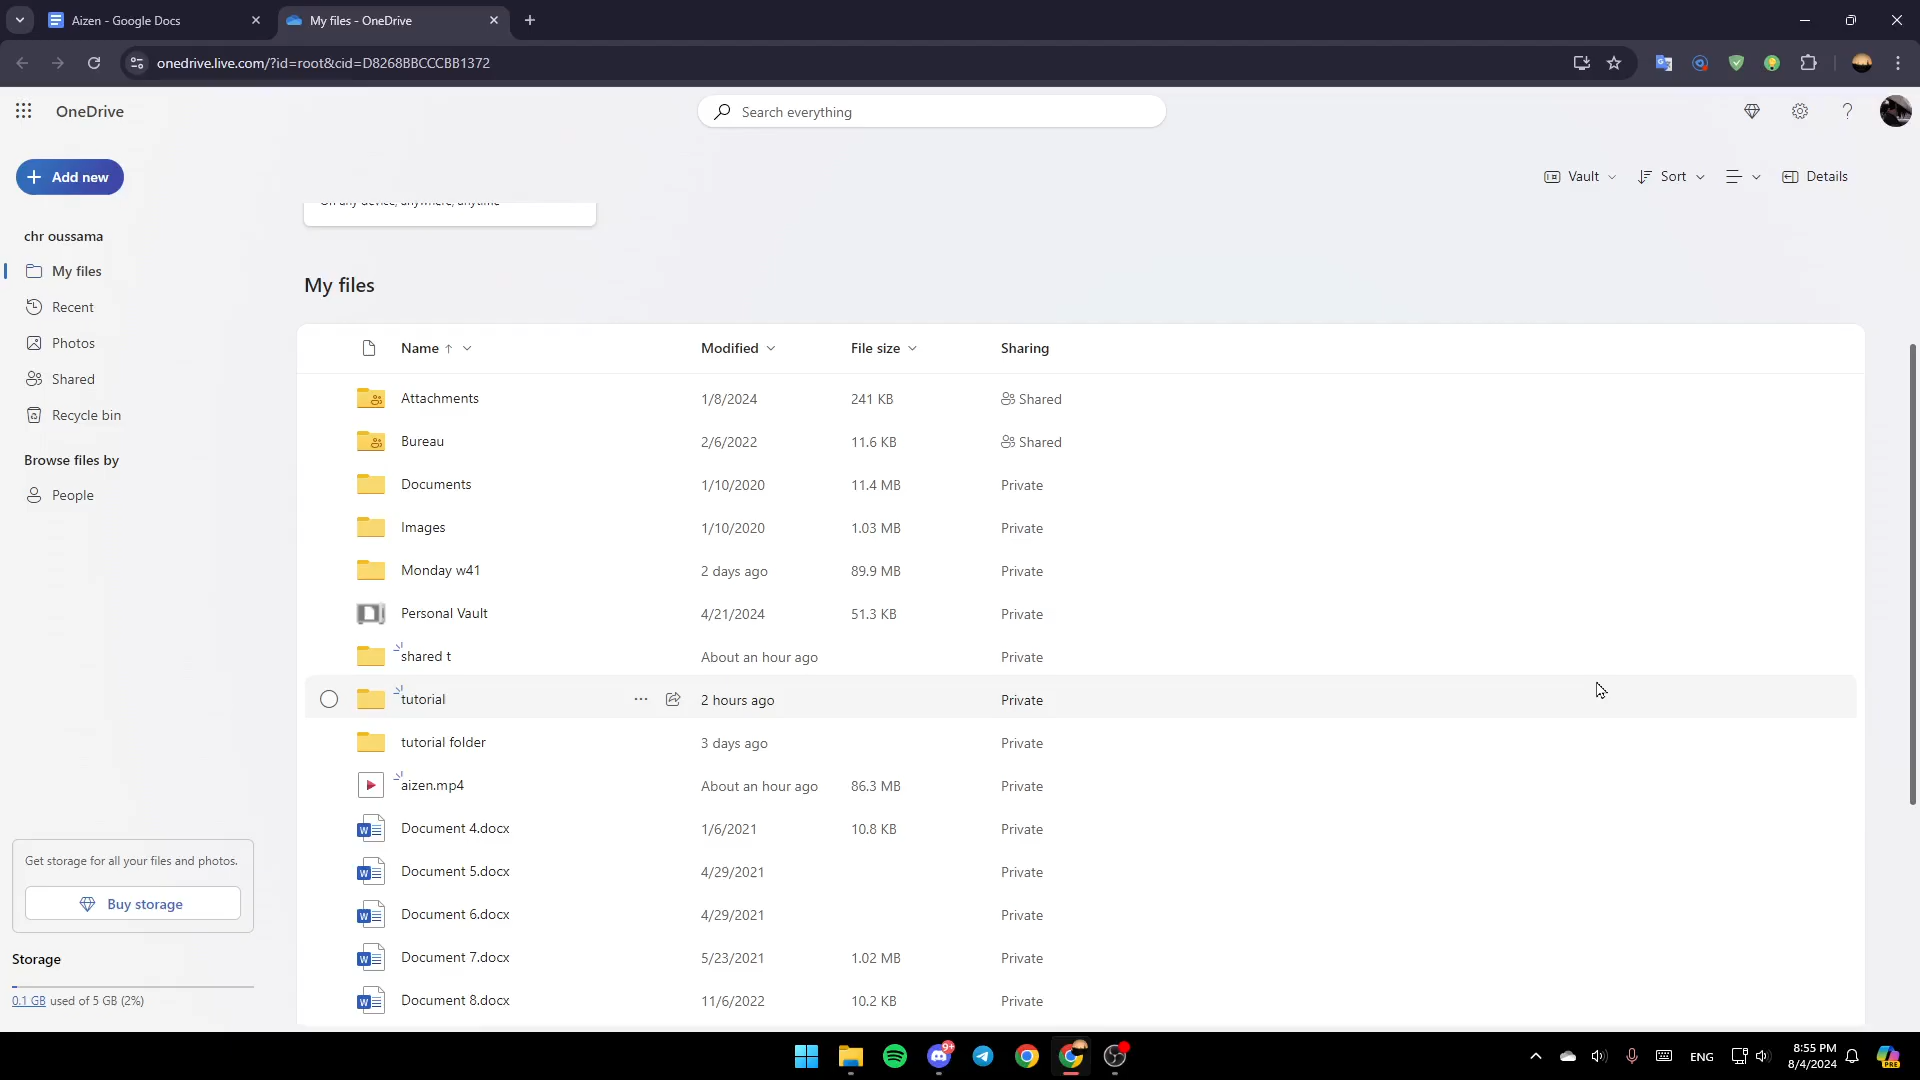 Aizen - Google Docs
My files - OneDrive
onedrive.live.com/?id=root&cid=D8268BBCCCBB1372
OneDrive
Search everything
Add new
Vault
Sort
Details
On any device, anywhere, anytime
chr oussama
My files
Recent
Photos
Shared
Recycle bin
Browse files by
People
My files
Name Modified File size Sharing
Attachments 1/8/2024 241 KB Shared
Bureau 2/6/2022 11.6 KB Shared
Documents 1/10/2020 11.4 MB Private
Images 1/10/2020 1.03 MB Private
Monday w41 2 days ago 89.9 MB Private
Personal Vault 4/21/2024 51.3 KB Private
shared t About an hour ago Private
tutorial 2 hours ago Private
tutorial folder 3 days ago Private
aizen.mp4 About an hour ago 86.3 MB Private
Document 4.docx 1/6/2021 10.8 KB Private
Document 5.docx 4/29/2021 Private
Document 6.docx 4/29/2021 Private
Document 7.docx 5/23/2021 1.02 MB Private
Document 8.docx 11/6/2022 10.2 KB Private
Get storage for all your files and photos.
Buy storage
Storage
0.1 GB used of 5 GB (2%)
9+
ENG
8:55 PM
8/4/2024
PRE